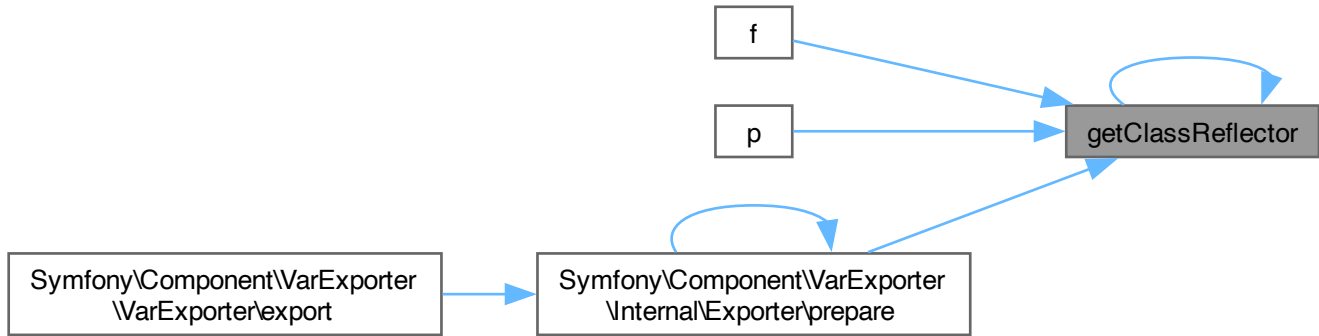 f
p
getClassReflector
Symfony\Component\VarExporter
\VarExporter\export
Symfony\Component\VarExporter
\Internal\Exporter\prepare